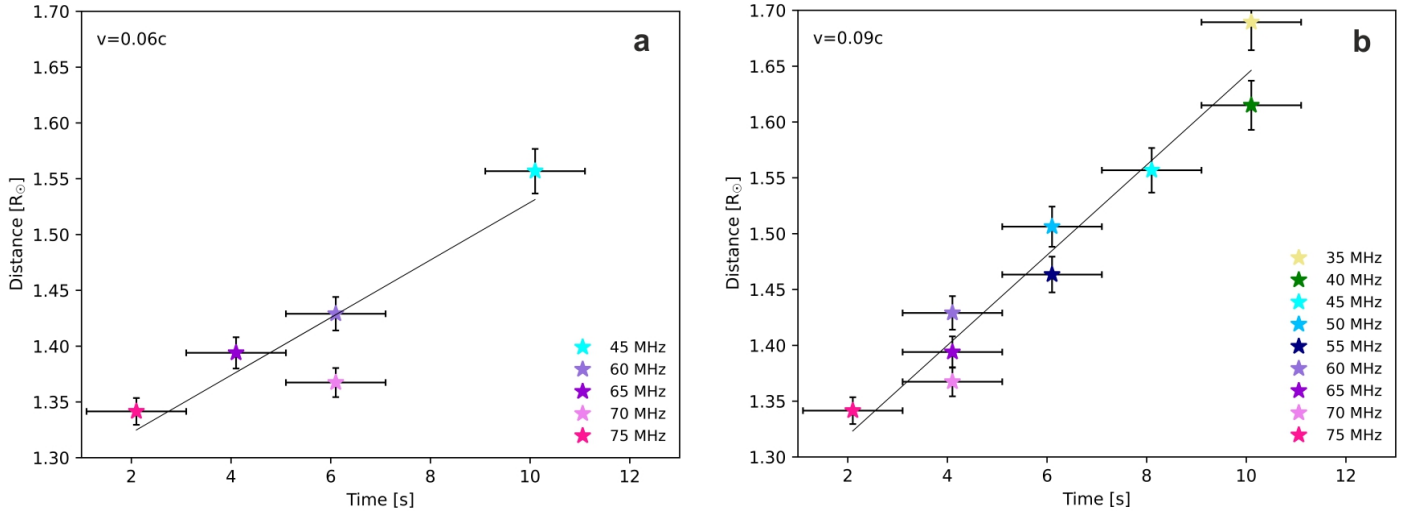 v=0.06c
a
1.70
1.65
1.60
1.55
1.50
1.45
1.40
1.35
1.30
Distance [R☉]
45 MHz
60 MHz
65 MHz
70 MHz
75 MHz
2 4 6 8 10 12
Time [s]
v=0.09c
b
1.70
1.65
1.60
1.55
1.50
1.45
1.40
1.35
1.30
Distance [R☉]
35 MHz
40 MHz
45 MHz
50 MHz
55 MHz
60 MHz
65 MHz
70 MHz
75 MHz
2 4 6 8 10 12
Time [s]